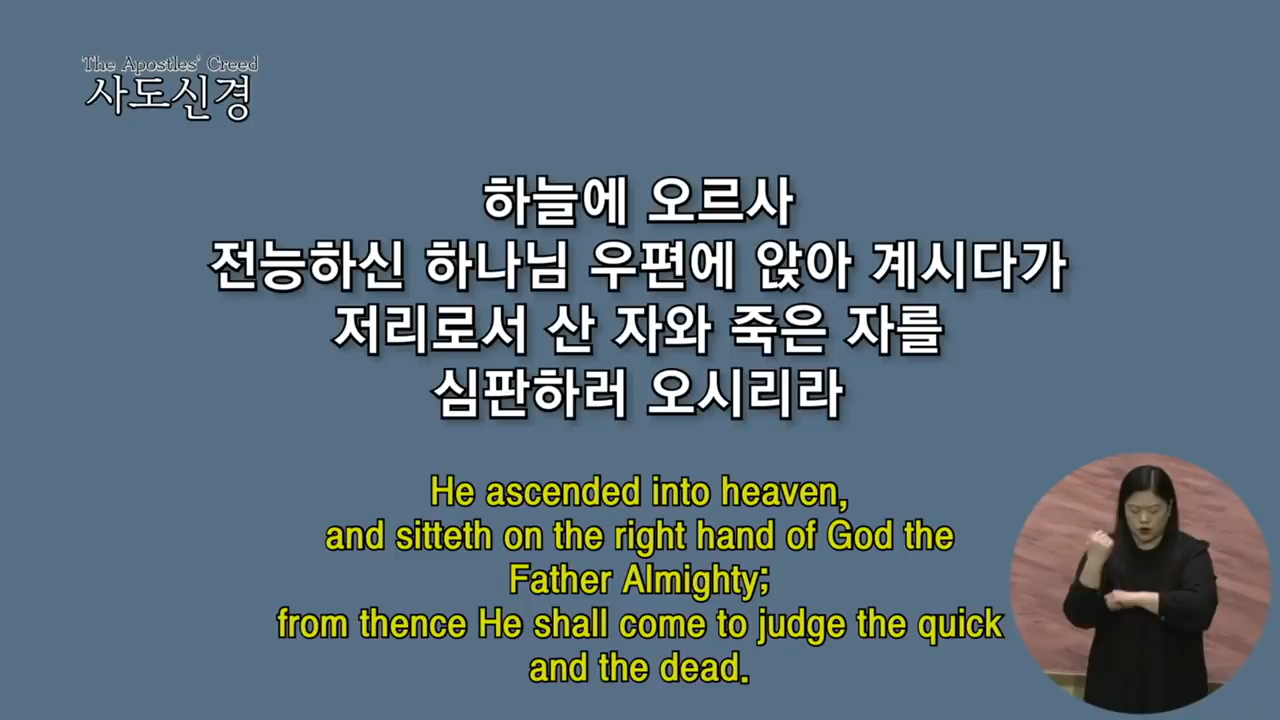 The Apostles' Creed
사도신경
하늘에 오르사
전능하신 하나님 우편에 앉아 계시다가
저리로서 산 자와 죽은 자를
심판하러 오시리라
He ascended into heaven,
and sitteth on the right hand of God the
Father Almighty;
from thence He shall come to judge the quick
and the dead.